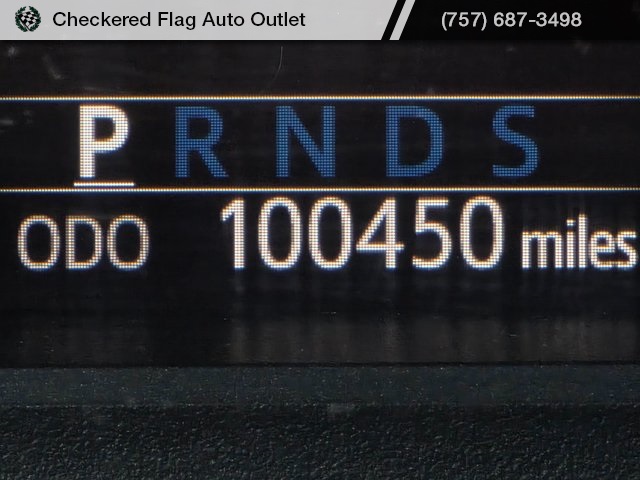 Checkered Flag Auto Outlet (757) 687-3498
P R N D S
ODO 100450 miles